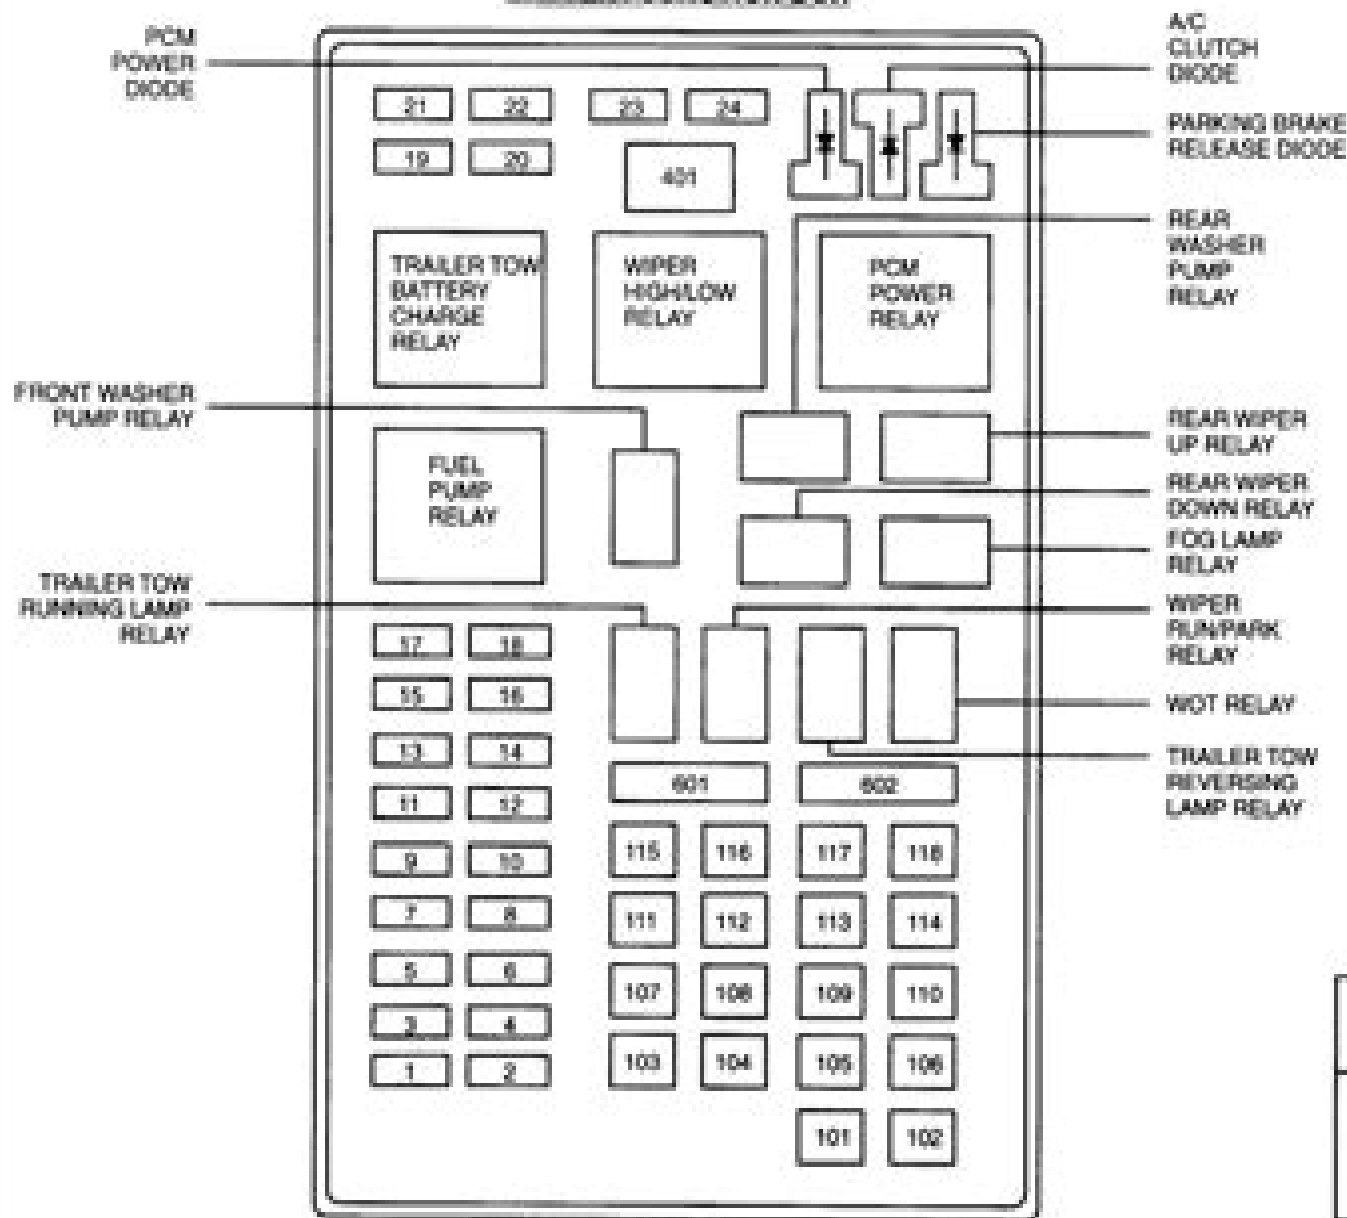 PCM
POWER
DIODE
A/C
CLUTCH
DIODE
PARKING BRAKE
RELEASE DIODE
21
22
23
24
19
20
401
REAR
WASHER
PUMP
RELAY
TRAILER TOW
BATTERY
CHARGE
RELAY
WIPER
HIGH/LOW
RELAY
PCM
POWER
RELAY
FRONT WASHER
PUMP RELAY
REAR WIPER
UP RELAY
FUEL
PUMP
RELAY
REAR WIPER
DOWN RELAY
FOG LAMP
RELAY
TRAILER TOW
RUNNING LAMP
RELAY
WIPER
RUN/PARK
RELAY
17
18
15
16
WOT RELAY
13
14
TRAILER TOW
REVERSING
LAMP RELAY
601
602
11
12
115
116
117
118
9
10
7
8
111
112
113
114
5
6
107
108
109
110
3
4
103
104
105
106
1
2
101
102